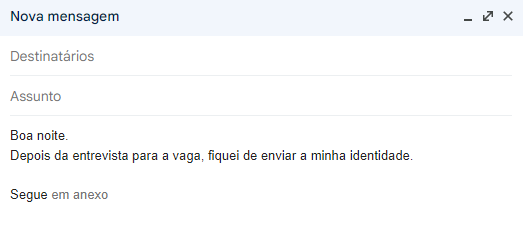 Nova mensagem
Destinatários
Assunto
Boa noite.
Depois da entrevista para a vaga, fiquei de enviar a minha identidade.
Segue em anexo